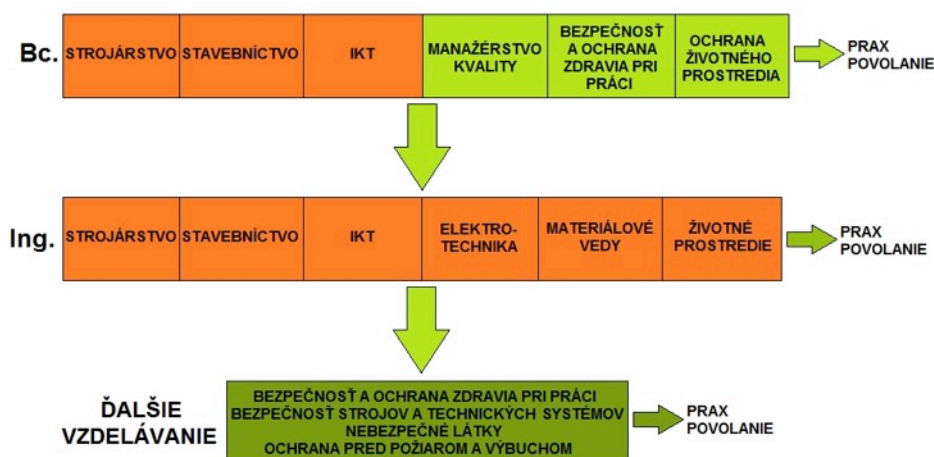 Bc.
STROJÁRSTVO
STAVEBNÍCTVO
IKT
MANAŽÉRSTVO
KVALITY
BEZPEČNOSŤ
A OCHRANA
ZDRAVIA PRI
PRÁCI
OCHRANA
ŽIVOTNÉHO
PROSTREDIA
PRAX
POVOLANIE
Ing.
STROJÁRSTVO
STAVEBNÍCTVO
IKT
ELEKTRO-
TECHNIKA
MATERIÁLOVÉ
VEDY
ŽIVOTNÉ
PROSTREDIE
PRAX
POVOLANIE
ĎALŠIE
VZDELÁVANIE
BEZPEČNOSŤ A OCHRANA ZDRAVIA PRI PRÁCI
BEZPEČNOSŤ STROJOV A TECHNICKÝCH SYSTÉMOV
NEBEZPEČNÉ LÁTKY
OCHRANA PRED POŽIAROM A VÝBUCHOM
PRAX
POVOLANIE